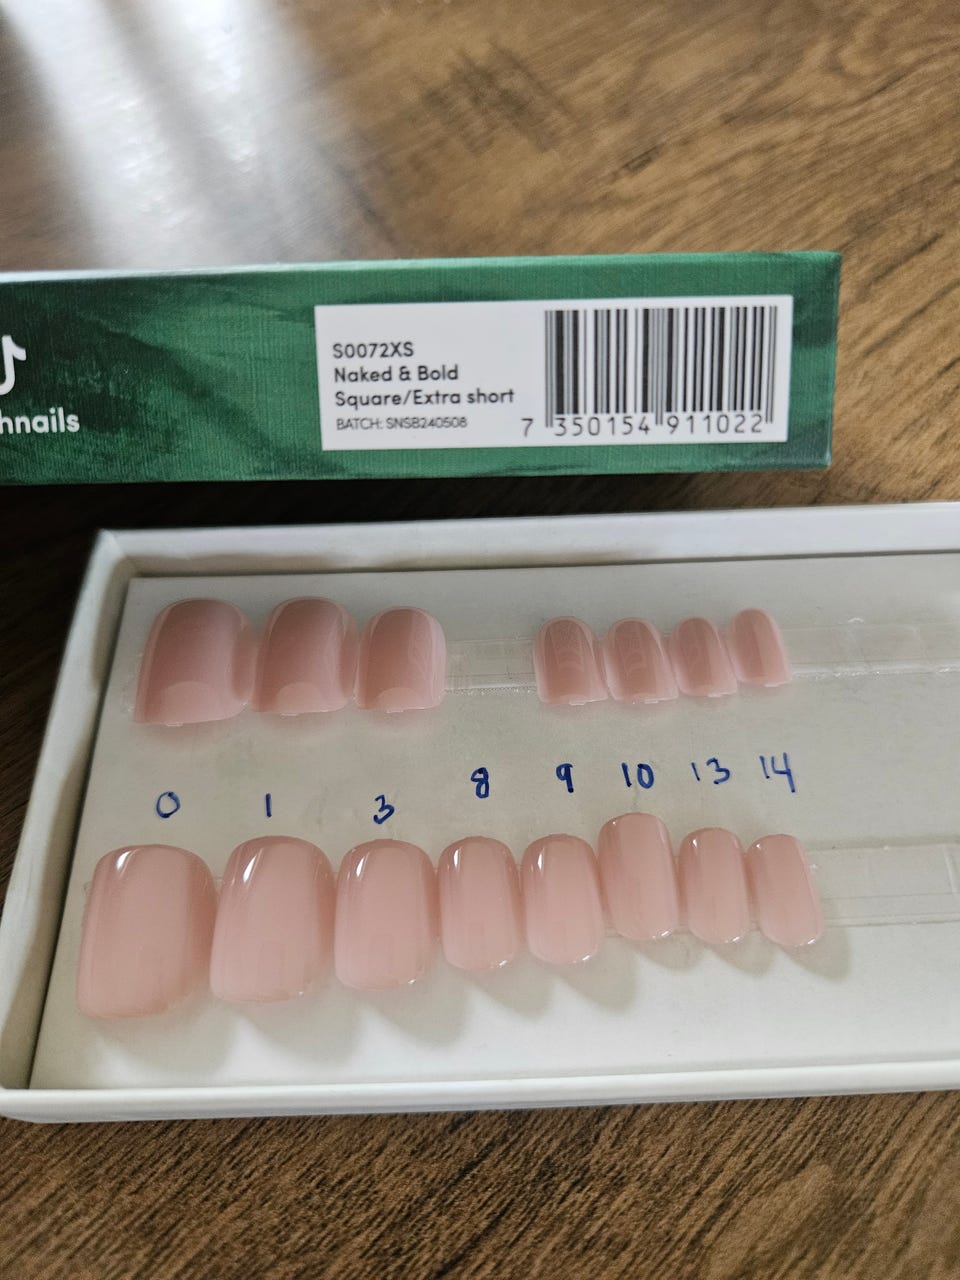 S0072XS
Naked & Bold
Square/Extra short
BATCH: SNSB240508
7 350154 911022
hnails
0 1 3 8 9 10 13 14